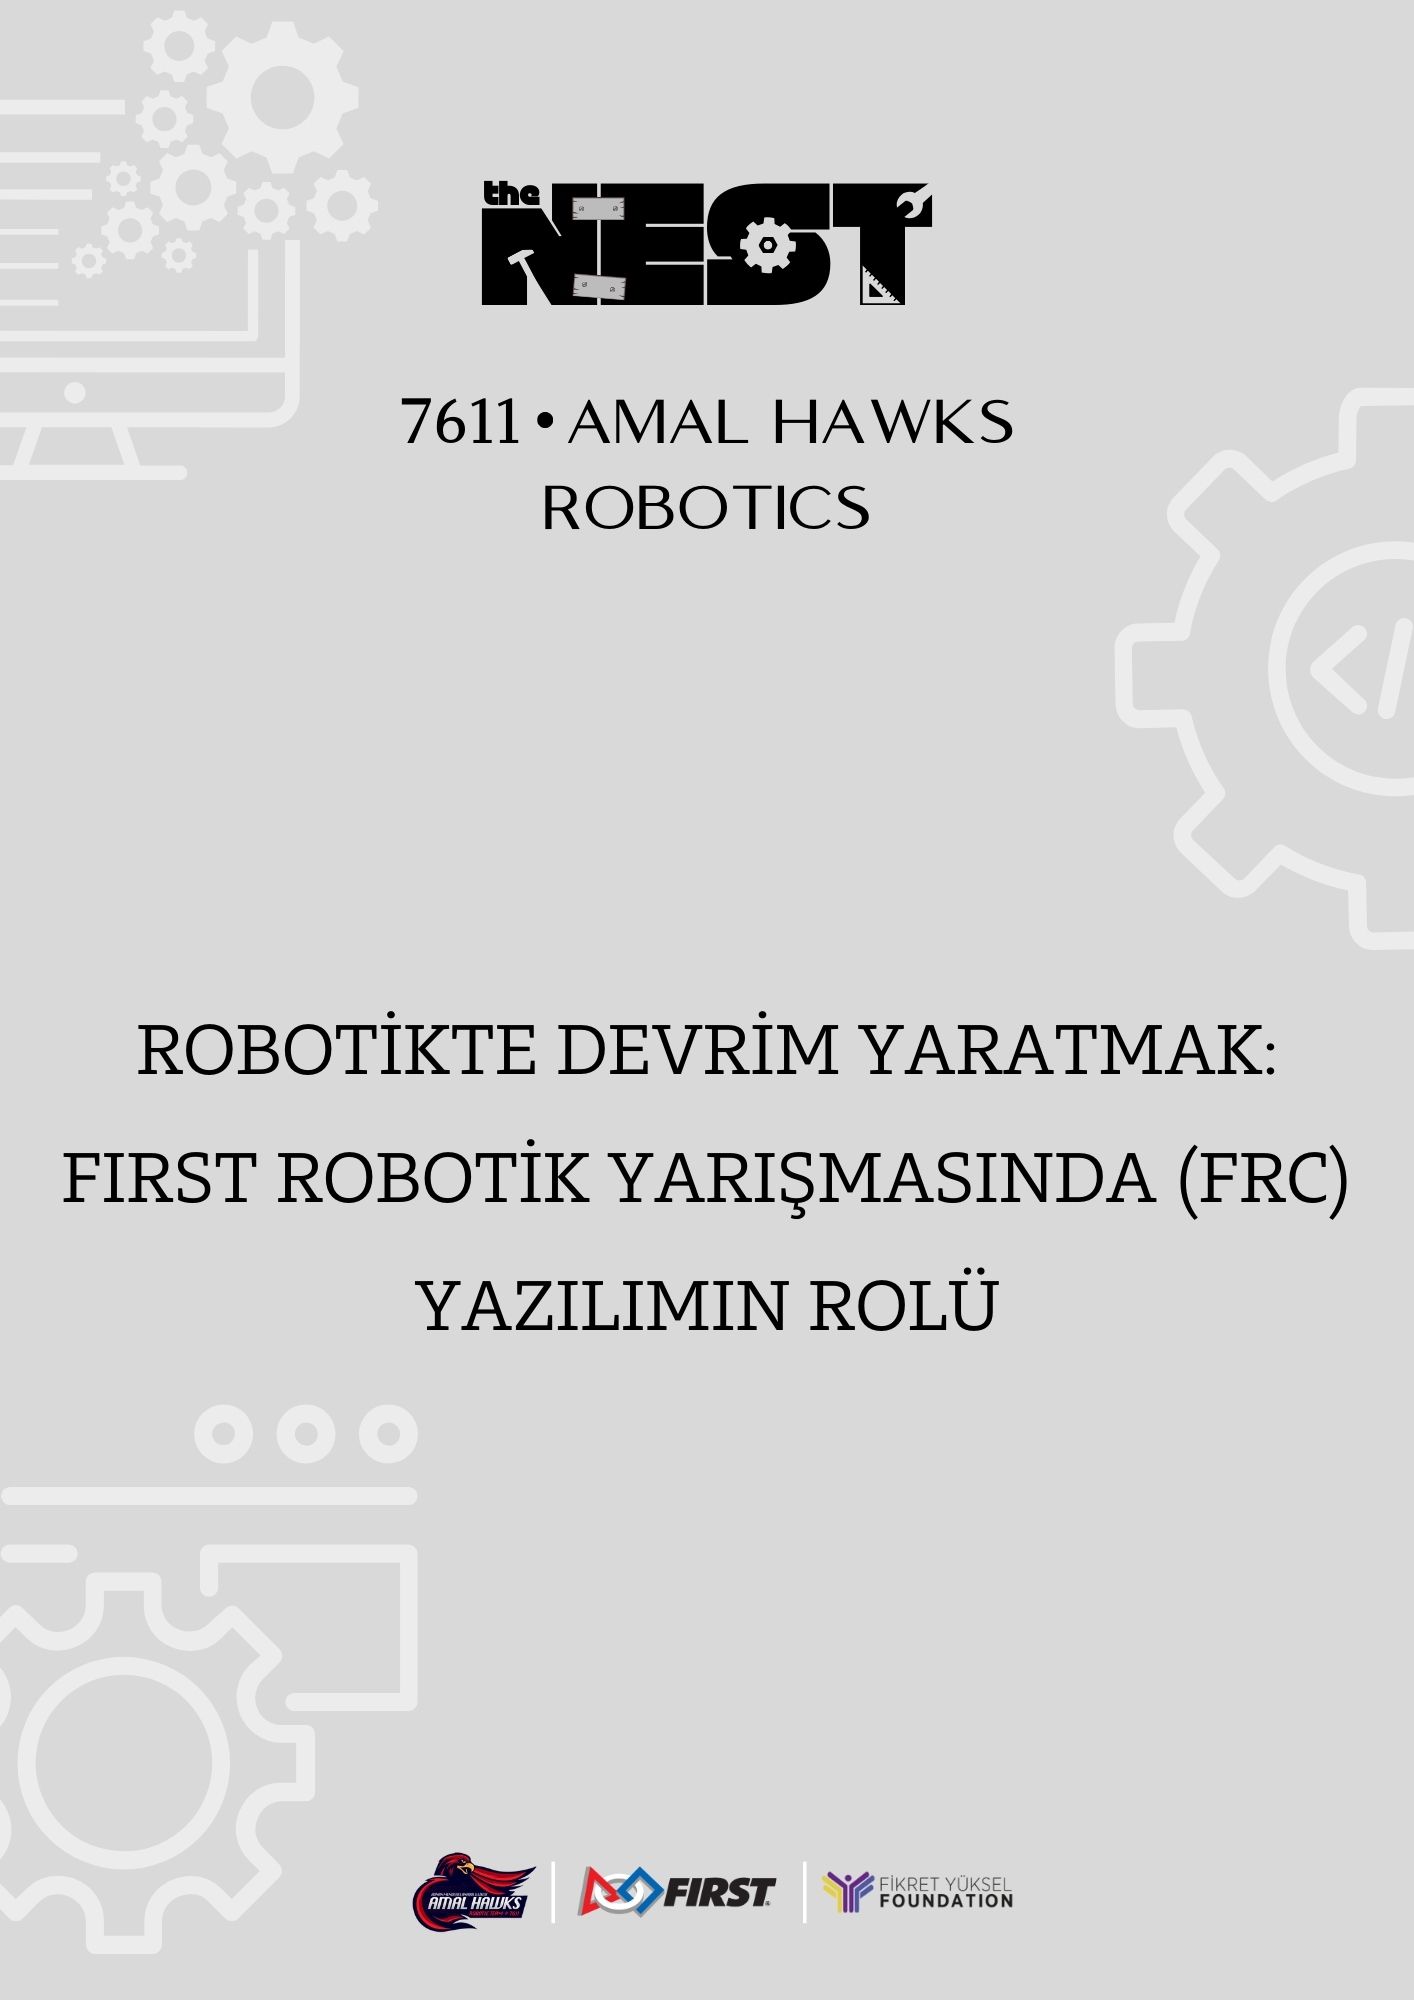 the
NEST
7611 • AMAL HAWKS
ROBOTICS
</>
ROBOTİKTE DEVRİM YARATMAK:
FIRST ROBOTİK YARIŞMASINDA (FRC)
YAZILIMIN ROLÜ
AMAL HAWKS
FIRST
FİKRET YÜKSEL
FOUNDATION